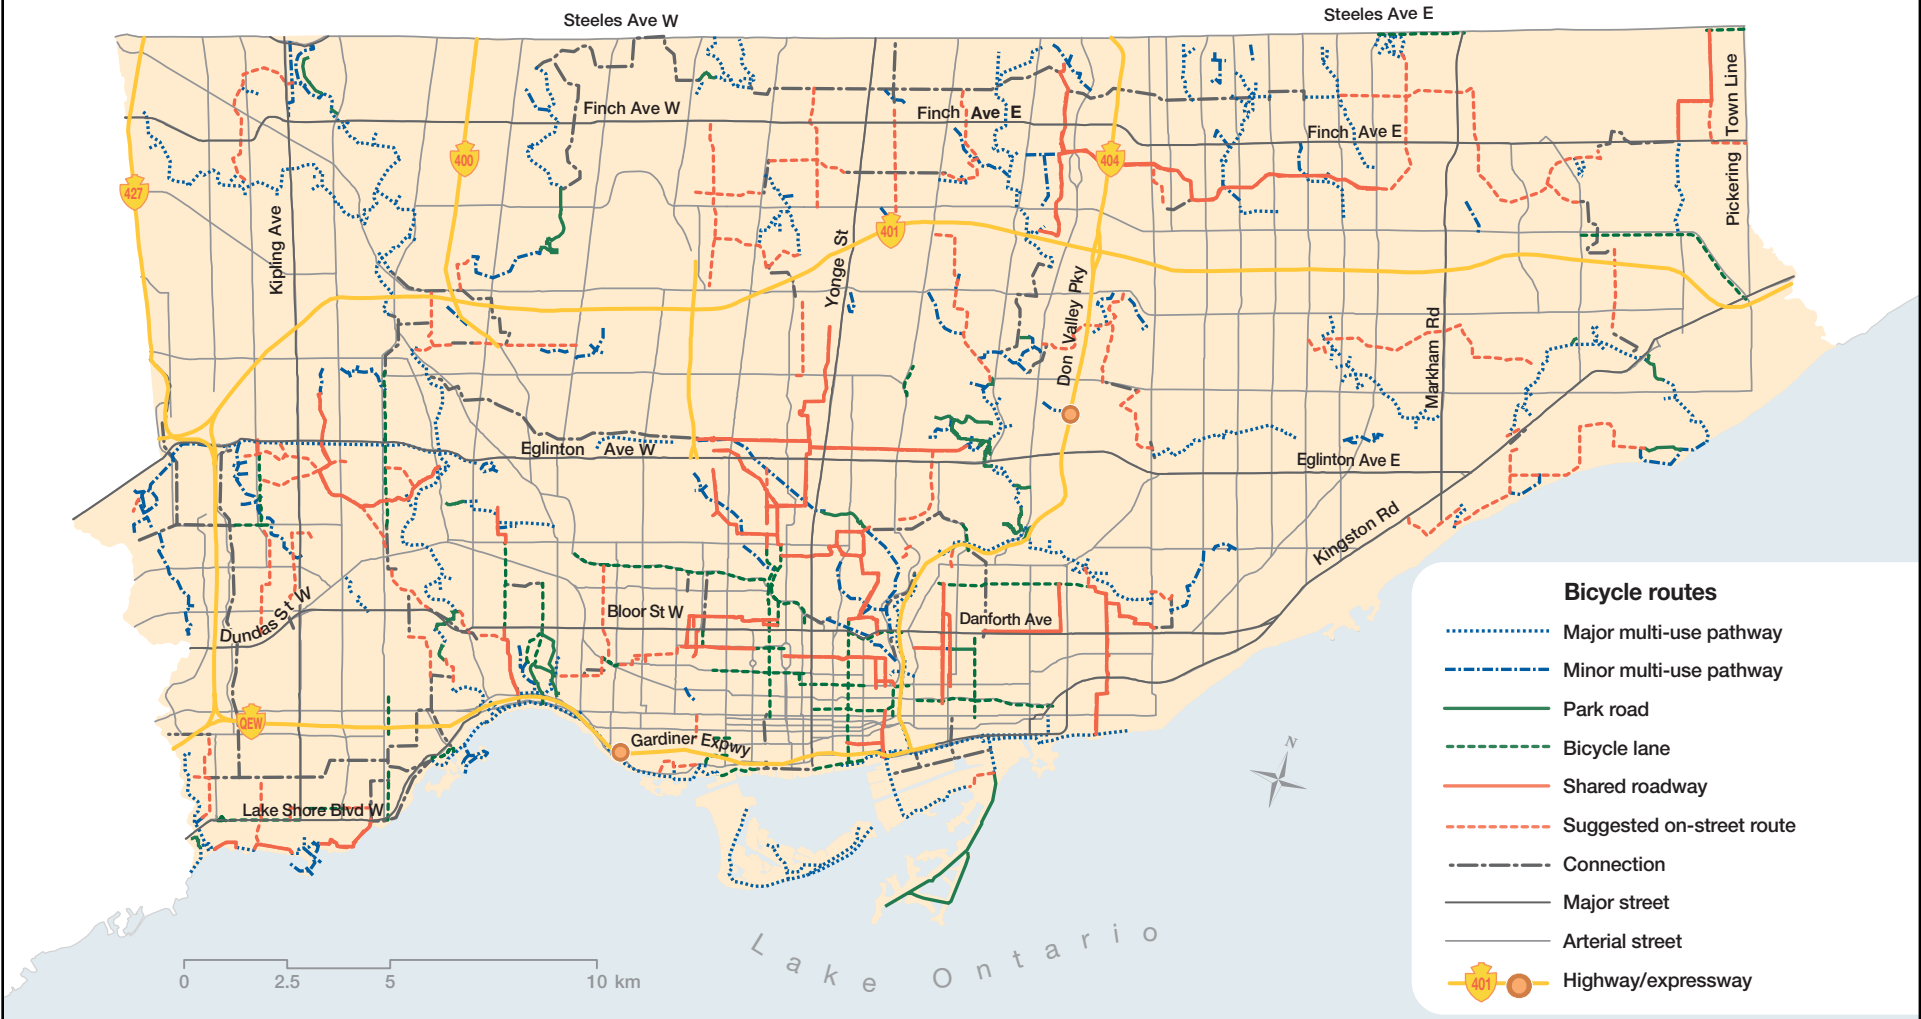 Steeles Ave W
Steeles Ave E
Finch Ave W
Finch Ave E
Finch Ave E
Pickering Town Line
400
404
427
401
Kipling Ave
Yonge St
Don Valley Pky
Markham Rd
Eglinton Ave W
Eglinton Ave E
Kingston Rd
Dundas St W
Bloor St W
Danforth Ave
QEW
Gardiner Expwy
Lake Shore Blvd W
N
Lake Ontario
0 2.5 5 10 km
Bicycle routes
Major multi-use pathway
Minor multi-use pathway
Park road
Bicycle lane
Shared roadway
Suggested on-street route
Connection
Major street
Arterial street
401 Highway/expressway